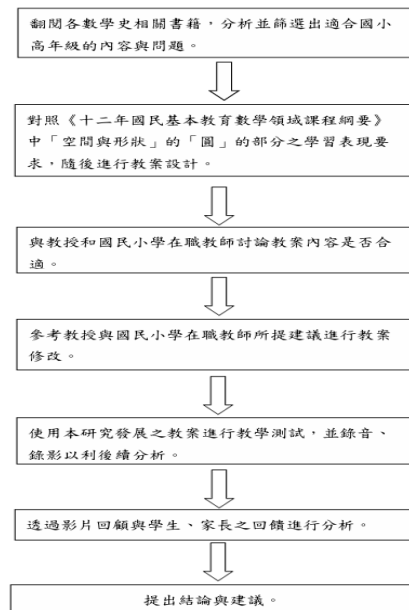 翻閱各數學史相關書籍，分析並篩選出適合國小
高年級的內容與問題。
對照《十二年國民基本教育數學領域課程綱要》
中「空間與形狀」的「圓」的部分之學習表現要
求，隨後進行教案設計。
與教授和國民小學在職教師討論教案內容是否合
適。
參考教授與國民小學在職教師所提建議進行教案
修改。
使用本研究發展之教案進行教學測試，並錄音、
錄影以利後續分析。
透過影片回顧與學生、家長之回饋進行分析。
提出結論與建議。